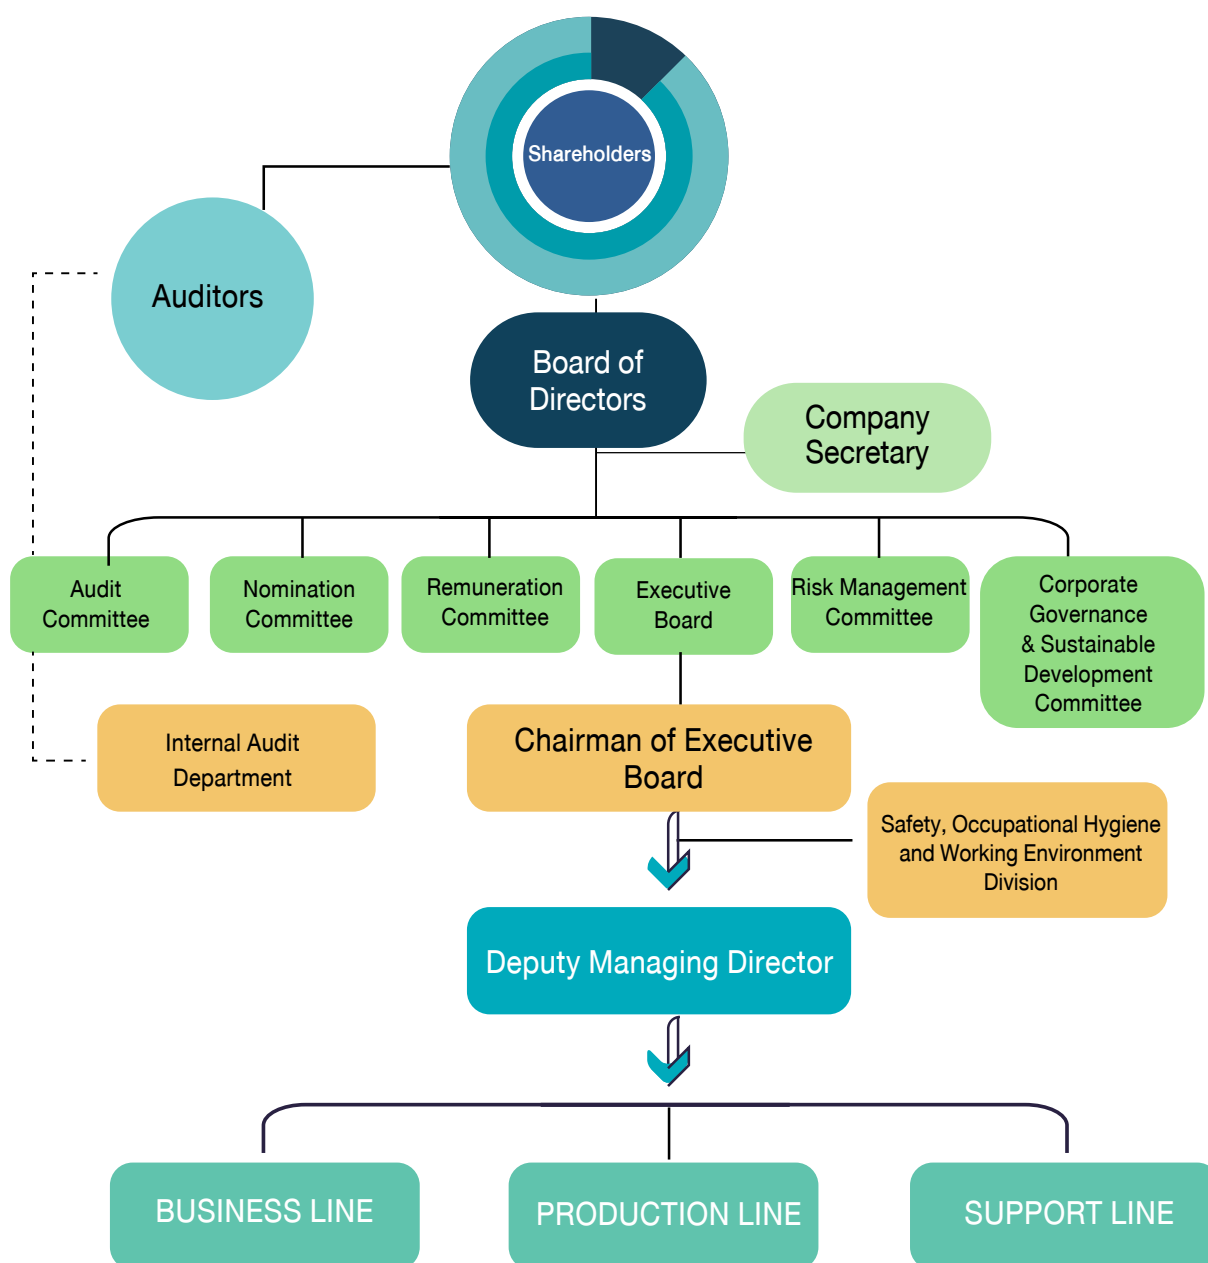 Shareholders
Auditors
Board of
Directors
Company
Secretary
Audit
Committee
Nomination
Committee
Remuneration
Committee
Executive
Board
Risk Management
Committee
Corporate
Governance
& Sustainable
Development
Committee
Internal Audit
Department
Chairman of Executive
Board
Safety, Occupational Hygiene
and Working Environment
Division
Deputy Managing Director
BUSINESS LINE
PRODUCTION LINE
SUPPORT LINE